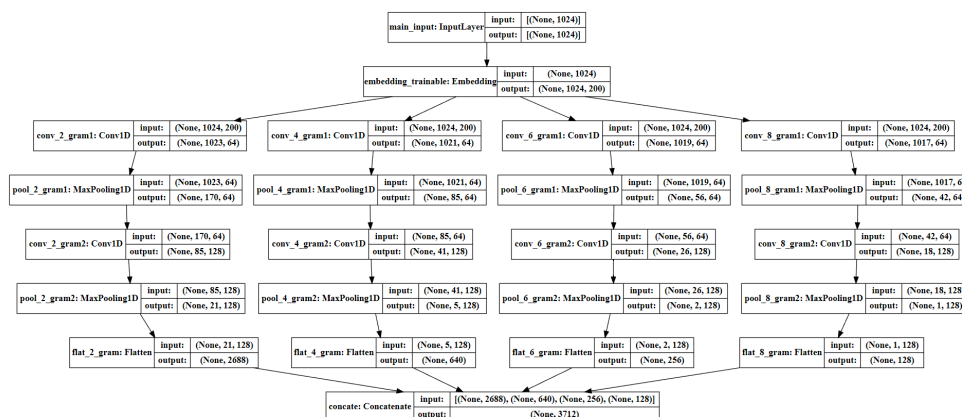 main_input: InputLayer
input: [(None, 1024)]
output: [(None, 1024)]
embedding_trainable: Embedding
input: (None, 1024)
output: (None, 1024, 200)
conv_2_gram1: Conv1D
input: (None, 1024, 200)
output: (None, 1023, 64)
conv_4_gram1: Conv1D
input: (None, 1024, 200)
output: (None, 1021, 64)
conv_6_gram1: Conv1D
input: (None, 1024, 200)
output: (None, 1019, 64)
conv_8_gram1: Conv1D
input: (None, 1024, 200)
output: (None, 1017, 64)
pool_2_gram1: MaxPooling1D
input: (None, 1023, 64)
output: (None, 170, 64)
pool_4_gram1: MaxPooling1D
input: (None, 1021, 64)
output: (None, 85, 64)
pool_6_gram1: MaxPooling1D
input: (None, 1019, 64)
output: (None, 56, 64)
pool_8_gram1: MaxPooling1D
input: (None, 1017, 6
output: (None, 42, 64
conv_2_gram2: Conv1D
input: (None, 170, 64)
output: (None, 85, 128)
conv_4_gram2: Conv1D
input: (None, 85, 64)
output: (None, 41, 128)
conv_6_gram2: Conv1D
input: (None, 56, 64)
output: (None, 26, 128)
conv_8_gram2: Conv1D
input: (None, 42, 64)
output: (None, 18, 128)
pool_2_gram2: MaxPooling1D
input: (None, 85, 128)
output: (None, 21, 128)
pool_4_gram2: MaxPooling1D
input: (None, 41, 128)
output: (None, 5, 128)
pool_6_gram2: MaxPooling1D
input: (None, 26, 128)
output: (None, 2, 128)
pool_8_gram2: MaxPooling1D
input: (None, 18, 128
output: (None, 1, 128)
flat_2_gram: Flatten
input: (None, 21, 128)
output: (None, 2688)
flat_4_gram: Flatten
input: (None, 5, 128)
output: (None, 640)
flat_6_gram: Flatten
input: (None, 2, 128)
output: (None, 256)
flat_8_gram: Flatten
input: (None, 1, 128)
output: (None, 128)
concate: Concatenate
input: [(None, 2688), (None, 640), (None, 256), (None, 128)]
output: (None, 3712)